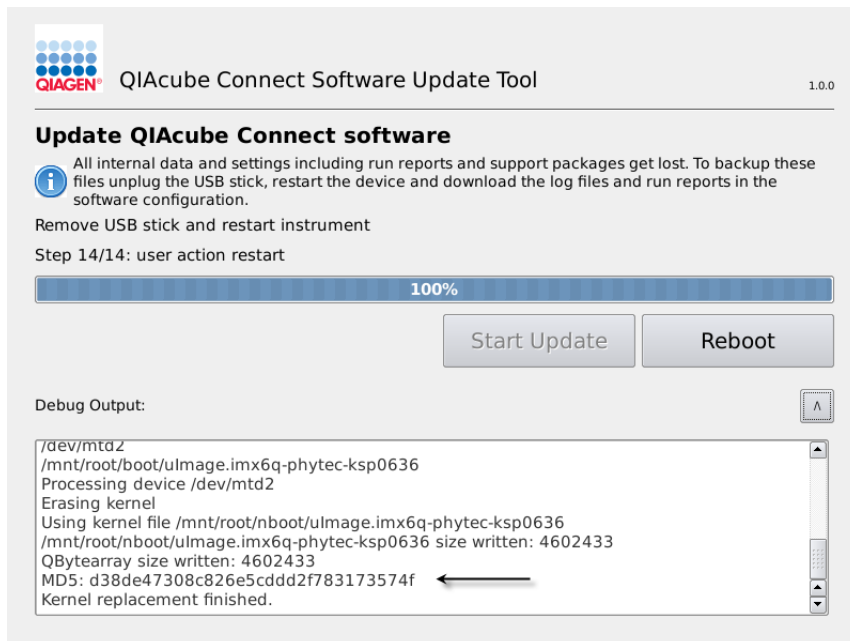 QIAGEN®
QIAcube Connect Software Update Tool
1.0.0
Update QIAcube Connect software
All internal data and settings including run reports and support packages get lost. To backup these
files unplug the USB stick, restart the device and download the log files and run reports in the
software configuration.
Remove USB stick and restart instrument
Step 14/14: user action restart
100%
Start Update
Reboot
Debug Output:
/dev/mtd2
/mnt/root/boot/uImage.imx6q-phytec-ksp0636
Processing device /dev/mtd2
Erasing kernel
Using kernel file /mnt/root/nboot/uImage.imx6q-phytec-ksp0636
/mnt/root/nboot/uImage.imx6q-phytec-ksp0636 size written: 4602433
QBytearray size written: 4602433
MD5: d38de47308c826e5cddd2f783173574f
Kernel replacement finished.